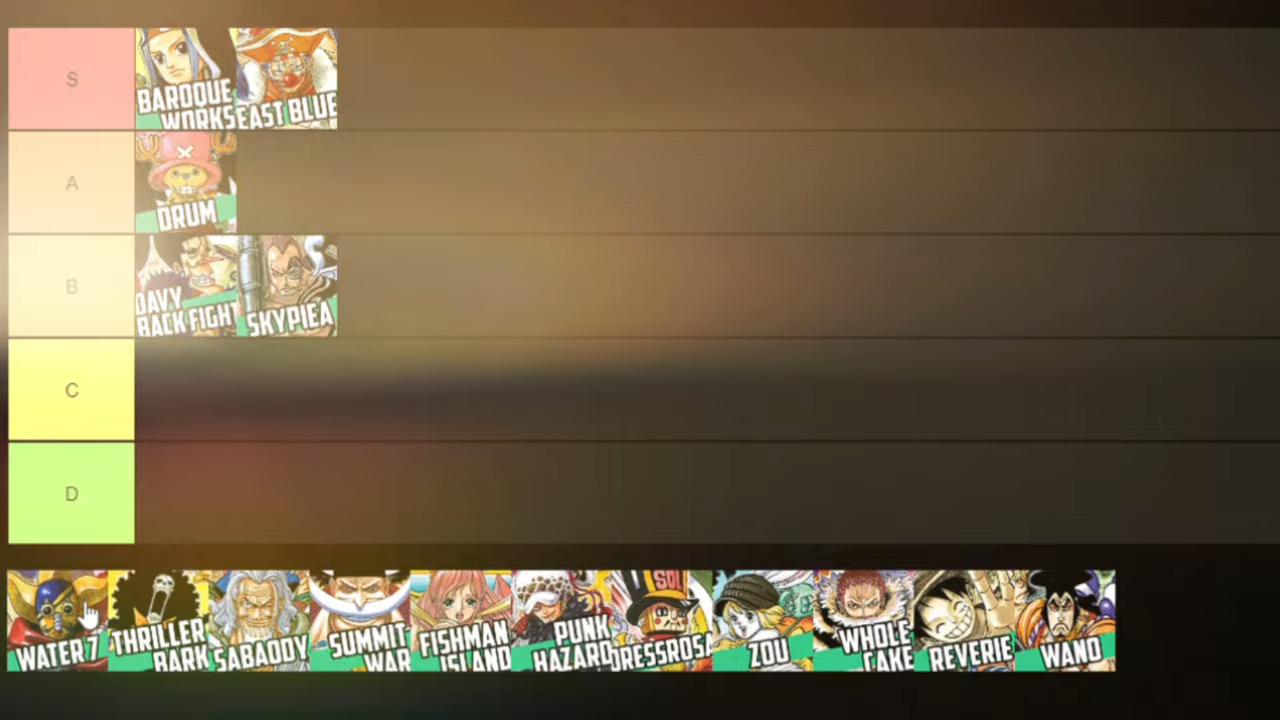 S
BAROQUE
WORKS
EAST BLUE
A
DRUM
B
DAVY
BACK FIGHT
SKYPIEA
C
D
WATER 7
THRILLER
BARK
SABAODY
SUMMIT
WAR
FISHMAN
ISLAND
PUNK
HAZARD
SOL
DRESSROSA
ZOU
WHOLE
CAKE
REVERIE
WANO